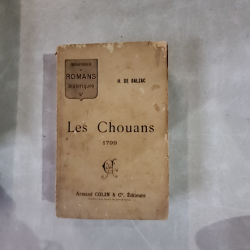 ROMANS
H. DE BALZAC
Les Chouans
1799
Armand COLIN & Cie, Éditeurs